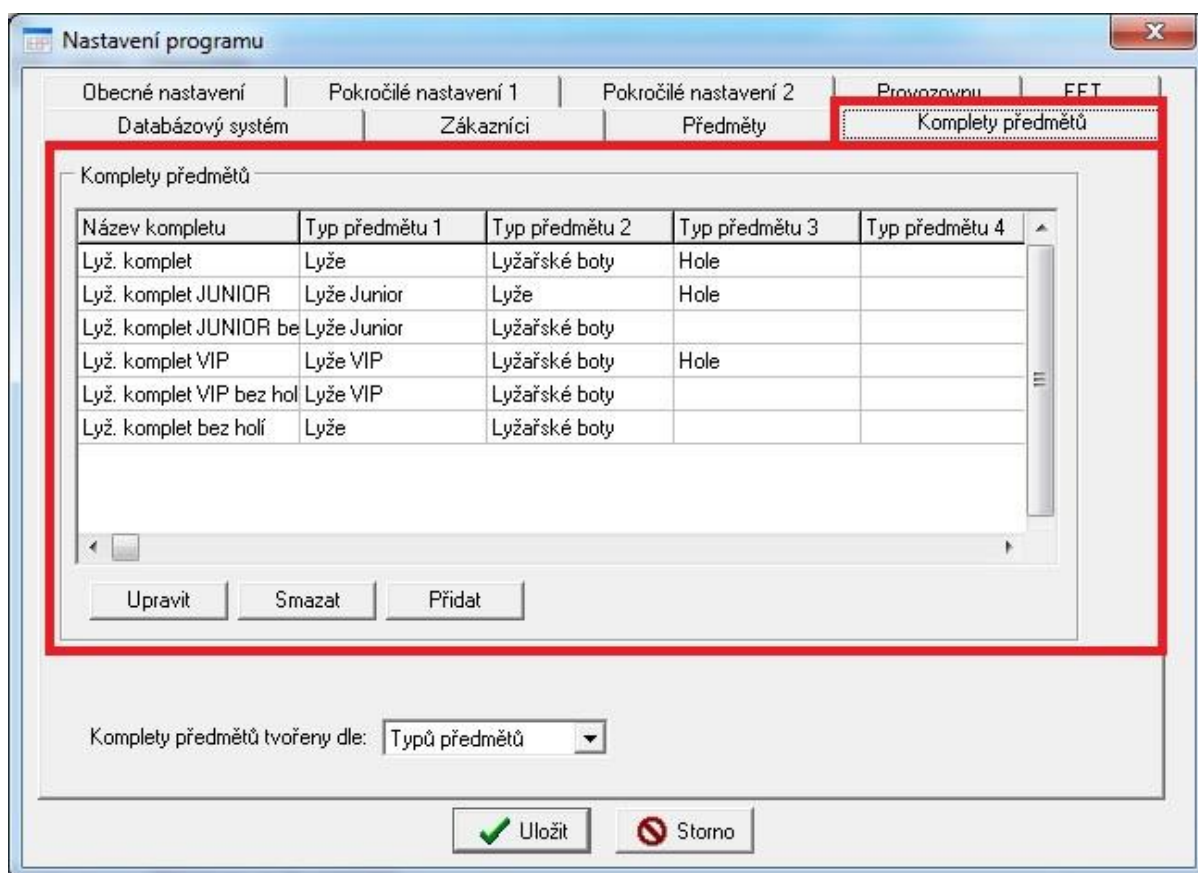 Nastavení programu
Obecné nastavení Pokročilé nastavení 1 Pokročilé nastavení 2 Provozovny EET
Databázový systém Zákazníci Předměty Komplety předmětů
Komplety předmětů
Název kompletu Typ předmětu 1 Typ předmětu 2 Typ předmětu 3 Typ předmětu 4
Lyž. komplet Lyže Lyžařské boty Hole
Lyž. komplet JUNIOR Lyže Junior Lyže Hole
Lyž. komplet JUNIOR be Lyže Junior Lyžařské boty
Lyž. komplet VIP Lyže VIP Lyžařské boty Hole
Lyž. komplet VIP bez hol Lyže VIP Lyžařské boty
Lyž. komplet bez holí Lyže Lyžařské boty
Upravit Smazat Přidat
Komplety předmětů tvořeny dle: Typů předmětů
Uložit Storno